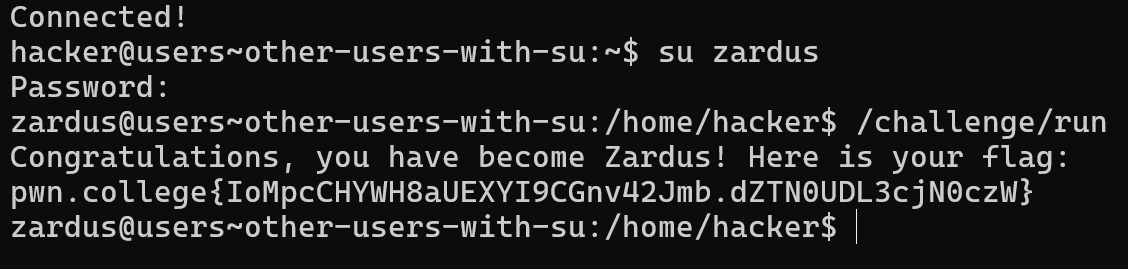 Connected!
hacker@users~other-users-with-su:~$ su zardus
Password:
zardus@users~other-users-with-su:/home/hacker$ /challenge/run
Congratulations, you have become Zardus! Here is your flag:
pwn.college{IoMpcCHYWH8aUEXYI9CGnv42Jmb.dZTN0UDL3cjN0czW}
zardus@users~other-users-with-su:/home/hacker$